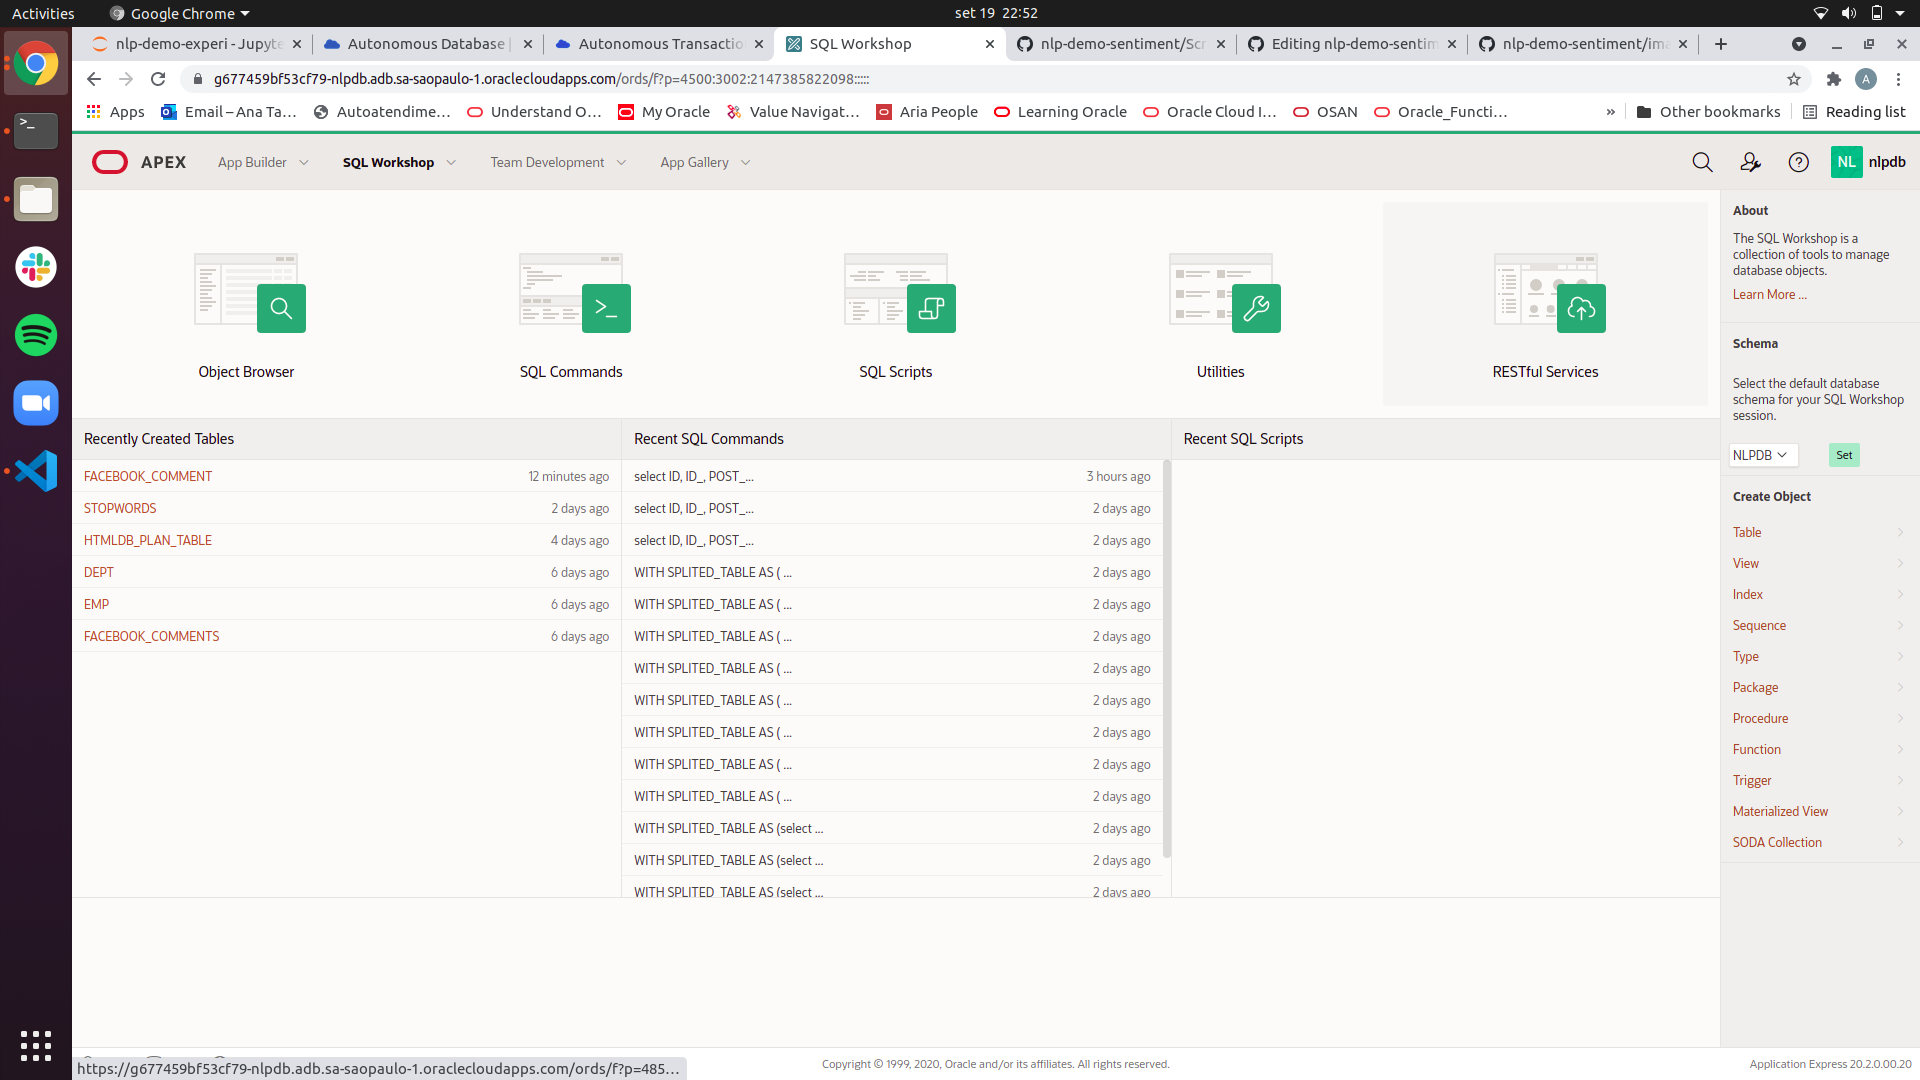 Activities
Google Chrome
set 19 22:52
nlp-demo-experi - Jupyte
Autonomous Database |
Autonomous Transactio
SQL Workshop
nlp-demo-sentiment/Scr
Editing nlp-demo-sentim
nlp-demo-sentiment/ima
g677459bf53cf79-nlpdb.adb.sa-saopaulo-1.oraclecloudapps.com/ords/f?p=4500:3002:2147385822098:::::
A
Apps
Email – Ana Ta...
Autoatendime...
Understand O...
My Oracle
Value Navigat...
Aria People
Learning Oracle
Oracle Cloud I...
OSAN
Oracle_Functi...
»
Other bookmarks
Reading list
APEX
App Builder
SQL Workshop
Team Development
App Gallery
NL
nlpdb
Object Browser
SQL Commands
SQL Scripts
Utilities
RESTful Services
Recently Created Tables
FACEBOOK_COMMENT 12 minutes ago
STOPWORDS 2 days ago
HTMLDB_PLAN_TABLE 4 days ago
DEPT 6 days ago
EMP 6 days ago
FACEBOOK_COMMENTS 6 days ago
Recent SQL Commands
select ID, ID_, POST_... 3 hours ago
select ID, ID_, POST_... 2 days ago
select ID, ID_, POST_... 2 days ago
WITH SPLITED_TABLE AS ( ... 2 days ago
WITH SPLITED_TABLE AS ( ... 2 days ago
WITH SPLITED_TABLE AS ( ... 2 days ago
WITH SPLITED_TABLE AS ( ... 2 days ago
WITH SPLITED_TABLE AS ( ... 2 days ago
WITH SPLITED_TABLE AS ( ... 2 days ago
WITH SPLITED_TABLE AS ( ... 2 days ago
WITH SPLITED_TABLE AS ( ... 2 days ago
WITH SPLITED_TABLE AS (select ... 2 days ago
WITH SPLITED_TABLE AS (select ... 2 days ago
WITH SPLITED_TABLE AS (select ... 2 days ago
Recent SQL Scripts
About
The SQL Workshop is a
collection of tools to manage
database objects.
Learn More ...
Schema
Select the default database
schema for your SQL Workshop
session.
NLPDB
Set
Create Object
Table
View
Index
Sequence
Type
Package
Procedure
Function
Trigger
Materialized View
SODA Collection
https://g677459bf53cf79-nlpdb.adb.sa-saopaulo-1.oraclecloudapps.com/ords/f?p=485...
Copyright © 1999, 2020, Oracle and/or its affiliates. All rights reserved.
Application Express 20.2.0.00.20